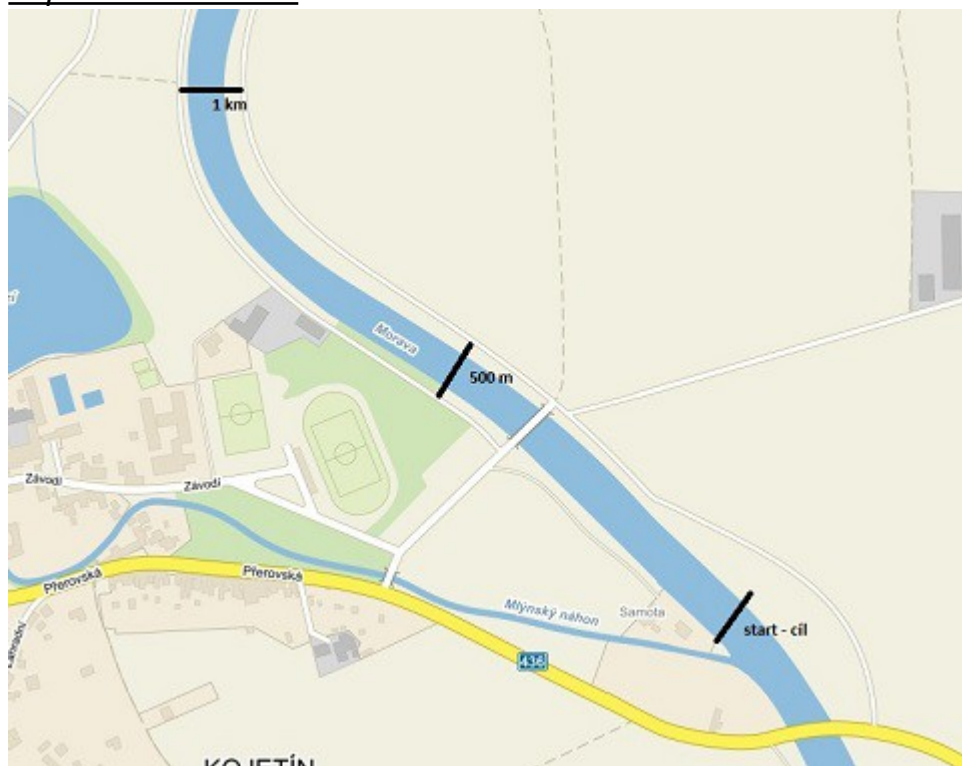 1 km
Morava
500 m
Závodí
Závodí
Přerovská
Přerovská
Mlýnský náhon
Samota
start - cíl
436
KOJETÍN